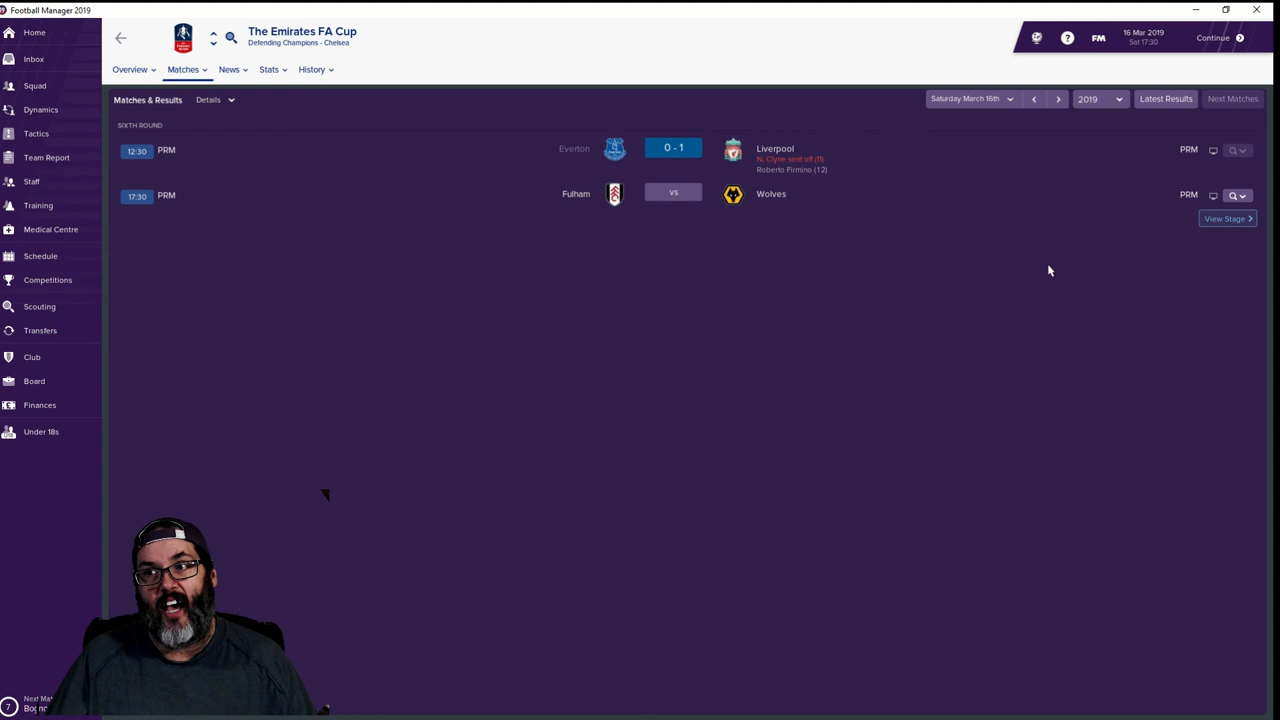 Football Manager 2019
Home
Inbox
Squad
Dynamics
Tactics
Team Report
Staff
Training
Medical Centre
Schedule
Competitions
Scouting
Transfers
Club
Board
Finances
Under 18s
7 Next
The Emirates FA Cup
Defending Champions - Chelsea
16 Mar 2019
Sat 17:30
? FM Continue
Overview Matches News Stats History
Matches & Results Details Saturday March 16th 2019 Latest Results Next Matches
SIXTH ROUND
12:30 PRM Everton 0 - 1 Liverpool PRM
N. Clyne sent off (11)
Roberto Firmino (12)
17:30 PRM Fulham vs Wolves PRM
View Stage